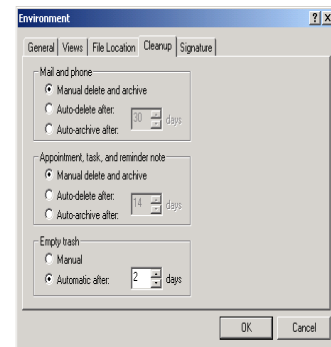 Environment
General Views File Location Cleanup Signature
Mail and phone
Manual delete and archive
Auto-delete after:
30 days
Auto-archive after:
Appointment, task, and reminder note
Manual delete and archive
Auto-delete after:
14 days
Auto-archive after:
Empty trash
Manual
Automatic after: 2 days
OK Cancel